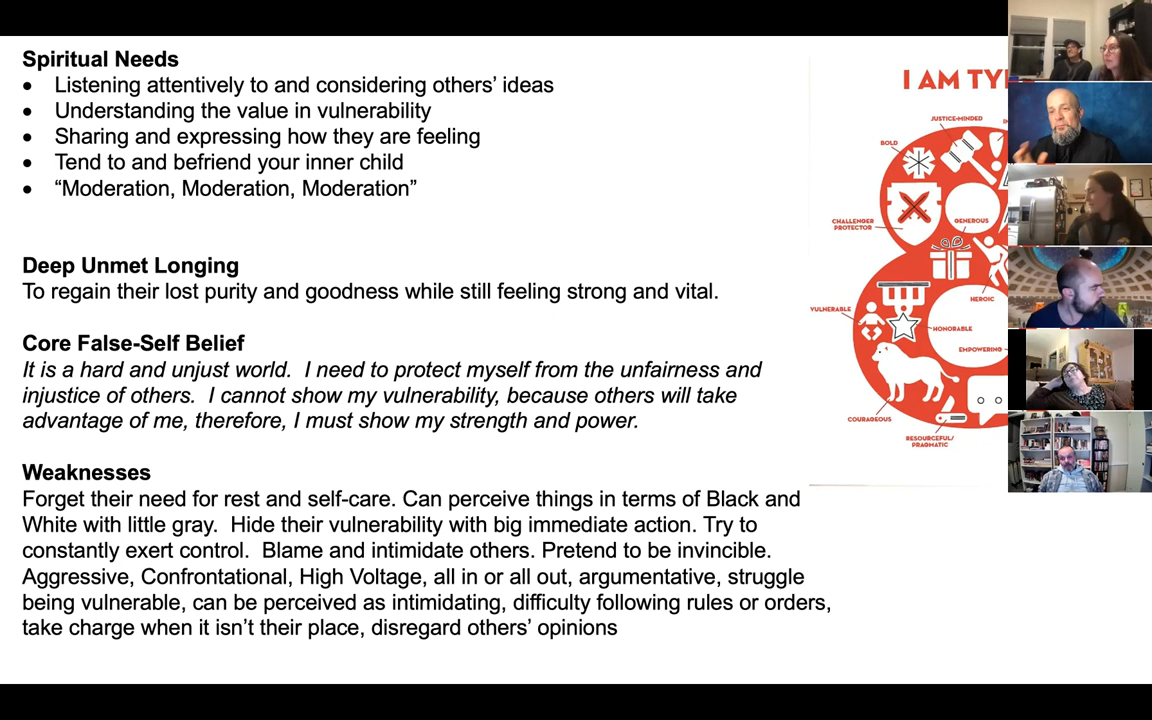 Spiritual Needs
• Listening attentively to and considering others’ ideas
• Understanding the value in vulnerability
• Sharing and expressing how they are feeling
• Tend to and befriend your inner child
• “Moderation, Moderation, Moderation”
Deep Unmet Longing
To regain their lost purity and goodness while still feeling strong and vital.
Core False-Self Belief
It is a hard and unjust world.  I need to protect myself from the unfairness and
injustice of others.  I cannot show my vulnerability, because others will take
advantage of me, therefore, I must show my strength and power.
Weaknesses
Forget their need for rest and self-care. Can perceive things in terms of Black and
White with little gray.  Hide their vulnerability with big immediate action. Try to
constantly exert control.  Blame and intimidate others. Pretend to be invincible.
Aggressive, Confrontational, High Voltage, all in or all out, argumentative, struggle
being vulnerable, can be perceived as intimidating, difficulty following rules or orders,
take charge when it isn’t their place, disregard others’ opinions
I AM
JUSTICE-MINDED
BOLD
CHALLENGER
PROTECTOR
GENEROUS
HEROIC
VULNERABLE
HONORABLE
EMPOWERING
COURAGEOUS
RESOURCEFUL/
PRAGMATIC